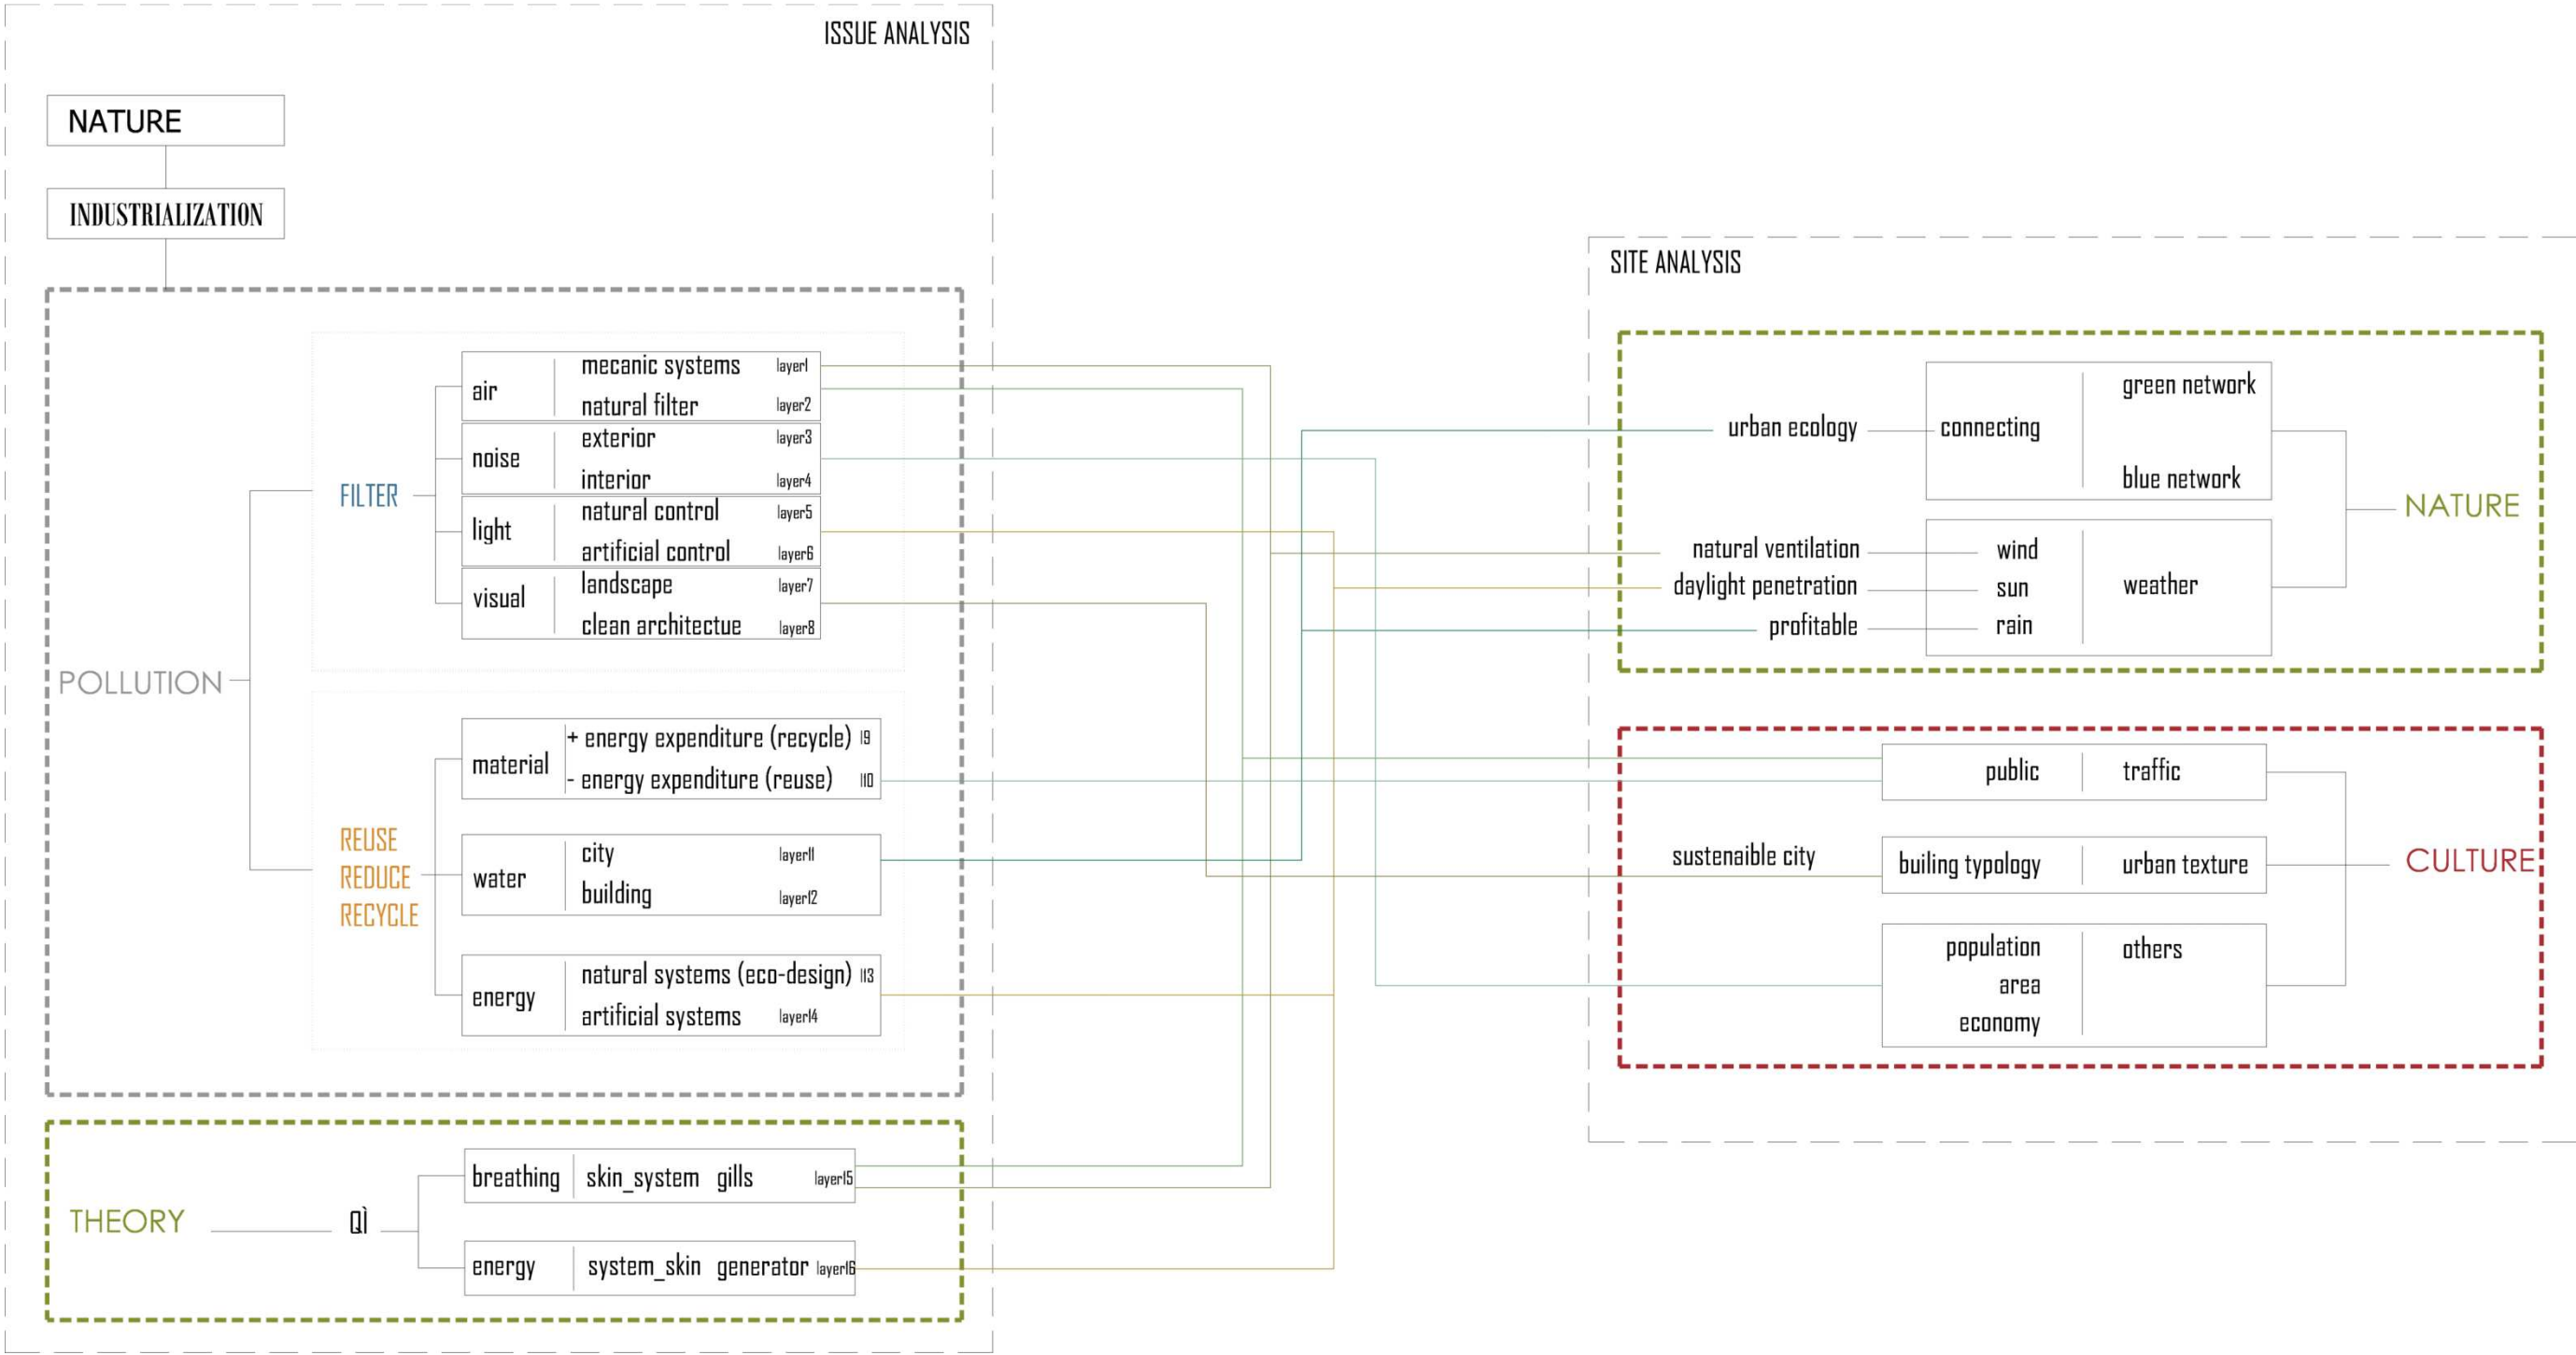 ISSUE ANALYSIS
NATURE
INDUSTRIALIZATION
POLLUTION
FILTER
air
mecanic systems layer1
natural filter layer2
noise
exterior layer3
interior layer4
light
natural control layer5
artificial control layer6
visual
landscape layer7
clean architectue layer8
REUSE
REDUCE
RECYCLE
material
+ energy expenditure (recycle) l9
- energy expenditure (reuse) l10
water
city layer11
building layer12
energy
natural systems (eco-design) l13
artificial systems layer14
THEORY
QÌ
breathing skin_system gills layer15
energy system_skin generator layer16
SITE ANALYSIS
urban ecology connecting
green network
blue network
natural ventilation wind
daylight penetration sun
profitable rain
weather
NATURE
public traffic
sustenaible city
builing typology urban texture
population
area
economy
others
CULTURE